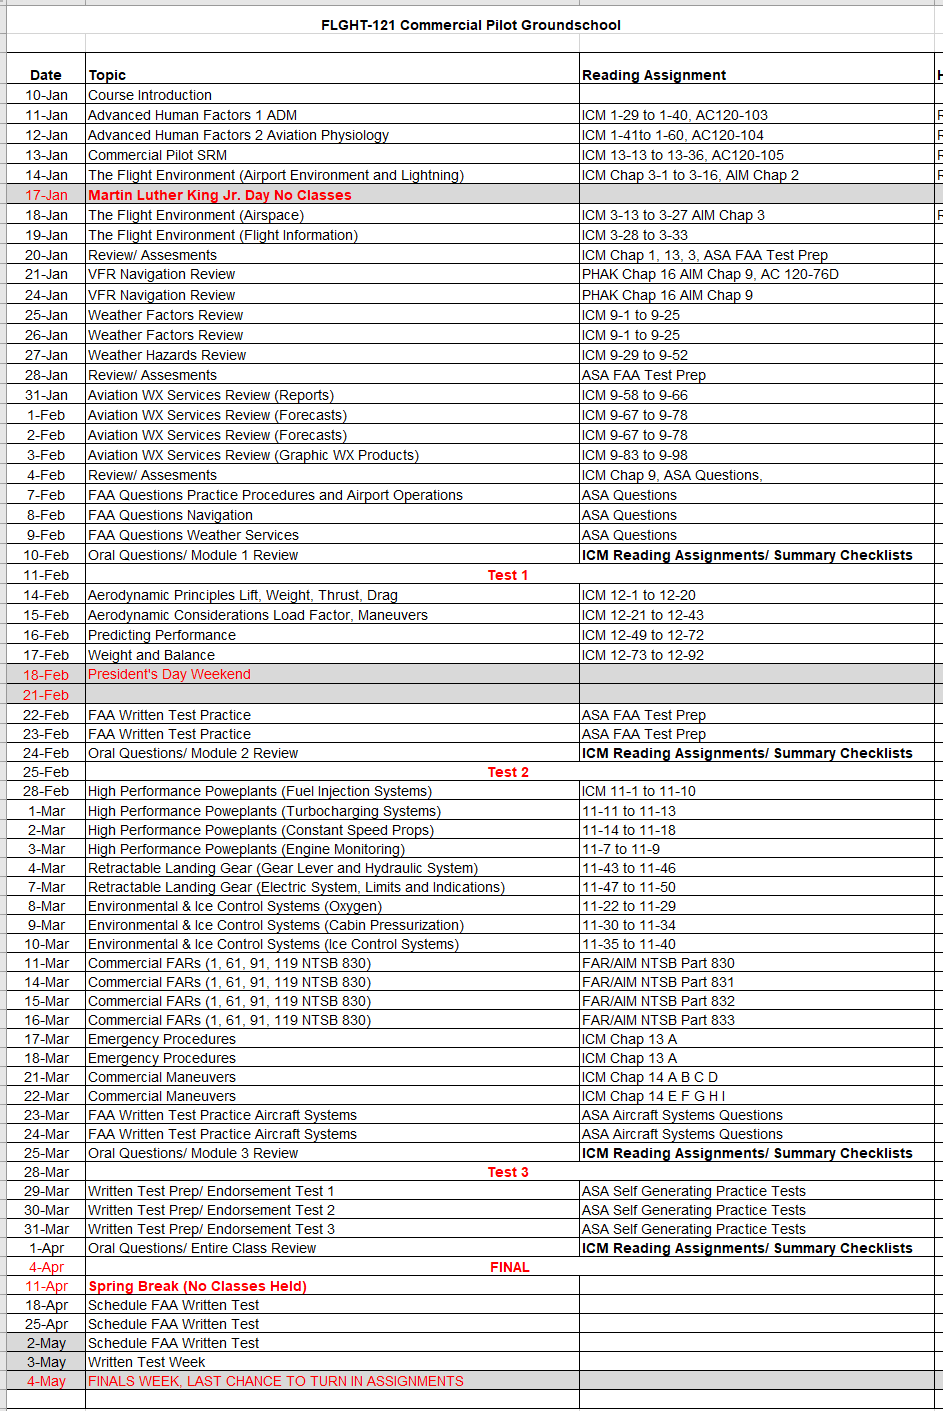 FLGHT-121 Commercial Pilot Groundschool
Date Topic Reading Assignment H
10-Jan Course Introduction
11-Jan Advanced Human Factors 1 ADM ICM 1-29 to 1-40, AC120-103 R
12-Jan Advanced Human Factors 2 Aviation Physiology ICM 1-41to 1-60, AC120-104 R
13-Jan Commercial Pilot SRM ICM 13-13 to 13-36, AC120-105 R
14-Jan The Flight Environment (Airport Environment and Lightning) ICM Chap 3-1 to 3-16, AIM Chap 2 R
17-Jan Martin Luther King Jr. Day No Classes
18-Jan The Flight Environment (Airspace) ICM 3-13 to 3-27 AIM Chap 3 R
19-Jan The Flight Environment (Flight Information) ICM 3-28 to 3-33
20-Jan Review/ Assesments ICM Chap 1, 13, 3, ASA FAA Test Prep
21-Jan VFR Navigation Review PHAK Chap 16 AIM Chap 9, AC 120-76D
24-Jan VFR Navigation Review PHAK Chap 16 AIM Chap 9
25-Jan Weather Factors Review ICM 9-1 to 9-25
26-Jan Weather Factors Review ICM 9-1 to 9-25
27-Jan Weather Hazards Review ICM 9-29 to 9-52
28-Jan Review/ Assesments ASA FAA Test Prep
31-Jan Aviation WX Services Review (Reports) ICM 9-58 to 9-66
1-Feb Aviation WX Services Review (Forecasts) ICM 9-67 to 9-78
2-Feb Aviation WX Services Review (Forecasts) ICM 9-67 to 9-78
3-Feb Aviation WX Services Review (Graphic WX Products) ICM 9-83 to 9-98
4-Feb Review/ Assesments ICM Chap 9, ASA Questions,
7-Feb FAA Questions Practice Procedures and Airport Operations ASA Questions
8-Feb FAA Questions Navigation ASA Questions
9-Feb FAA Questions Weather Services ASA Questions
10-Feb Oral Questions/ Module 1 Review ICM Reading Assignments/ Summary Checklists
11-Feb Test 1
14-Feb Aerodynamic Principles Lift, Weight, Thrust, Drag ICM 12-1 to 12-20
15-Feb Aerodynamic Considerations Load Factor, Maneuvers ICM 12-21 to 12-43
16-Feb Predicting Performance ICM 12-49 to 12-72
17-Feb Weight and Balance ICM 12-73 to 12-92
18-Feb President's Day Weekend
21-Feb
22-Feb FAA Written Test Practice ASA FAA Test Prep
23-Feb FAA Written Test Practice ASA FAA Test Prep
24-Feb Oral Questions/ Module 2 Review ICM Reading Assignments/ Summary Checklists
25-Feb Test 2
28-Feb High Performance Poweplants (Fuel Injection Systems) ICM 11-1 to 11-10
1-Mar High Performance Poweplants (Turbocharging Systems) 11-11 to 11-13
2-Mar High Performance Poweplants (Constant Speed Props) 11-14 to 11-18
3-Mar High Performance Poweplants (Engine Monitoring) 11-7 to 11-9
4-Mar Retractable Landing Gear (Gear Lever and Hydraulic System) 11-43 to 11-46
7-Mar Retractable Landing Gear (Electric System, Limits and Indications) 11-47 to 11-50
8-Mar Environmental & Ice Control Systems (Oxygen) 11-22 to 11-29
9-Mar Environmental & Ice Control Systems (Cabin Pressurization) 11-30 to 11-34
10-Mar Environmental & Ice Control Systems (Ice Control Systems) 11-35 to 11-40
11-Mar Commercial FARs (1, 61, 91, 119 NTSB 830) FAR/AIM NTSB Part 830
14-Mar Commercial FARs (1, 61, 91, 119 NTSB 830) FAR/AIM NTSB Part 831
15-Mar Commercial FARs (1, 61, 91, 119 NTSB 830) FAR/AIM NTSB Part 832
16-Mar Commercial FARs (1, 61, 91, 119 NTSB 830) FAR/AIM NTSB Part 833
17-Mar Emergency Procedures ICM Chap 13 A
18-Mar Emergency Procedures ICM Chap 13 A
21-Mar Commercial Maneuvers ICM Chap 14 A B C D
22-Mar Commercial Maneuvers ICM Chap 14 E F G H I
23-Mar FAA Written Test Practice Aircraft Systems ASA Aircraft Systems Questions
24-Mar FAA Written Test Practice Aircraft Systems ASA Aircraft Systems Questions
25-Mar Oral Questions/ Module 3 Review ICM Reading Assignments/ Summary Checklists
28-Mar Test 3
29-Mar Written Test Prep/ Endorsement Test 1 ASA Self Generating Practice Tests
30-Mar Written Test Prep/ Endorsement Test 2 ASA Self Generating Practice Tests
31-Mar Written Test Prep/ Endorsement Test 3 ASA Self Generating Practice Tests
1-Apr Oral Questions/ Entire Class Review ICM Reading Assignments/ Summary Checklists
4-Apr FINAL
11-Apr Spring Break (No Classes Held)
18-Apr Schedule FAA Written Test
25-Apr Schedule FAA Written Test
2-May Schedule FAA Written Test
3-May Written Test Week
4-May FINALS WEEK, LAST CHANCE TO TURN IN ASSIGNMENTS